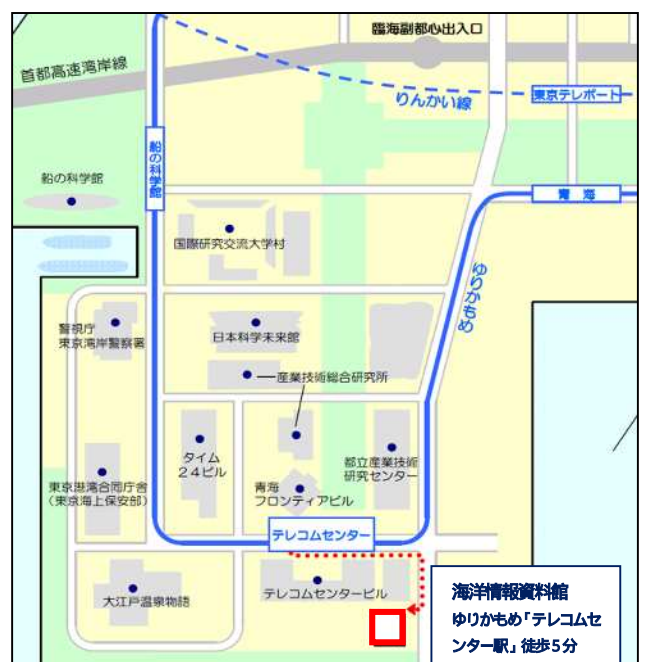 臨海副都心出入口
首都高速湾岸線
りんかい線
東京テレポート
船の科学館
船の科学館
青海
国際研究交流大学村
ゆりかもめ
警視庁
東京湾岸警察署
日本科学未来館
産業技術総合研究所
タイム
24ビル
都立産業技術
研究センター
東京港湾合同庁舎
(東京海上保安部)
青海
フロンティアビル
テレコムセンター
大江戸温泉物語
テレコムセンタービル
海洋情報資料館
ゆりかもめ「テレコムセ
ンター駅」徒歩5分